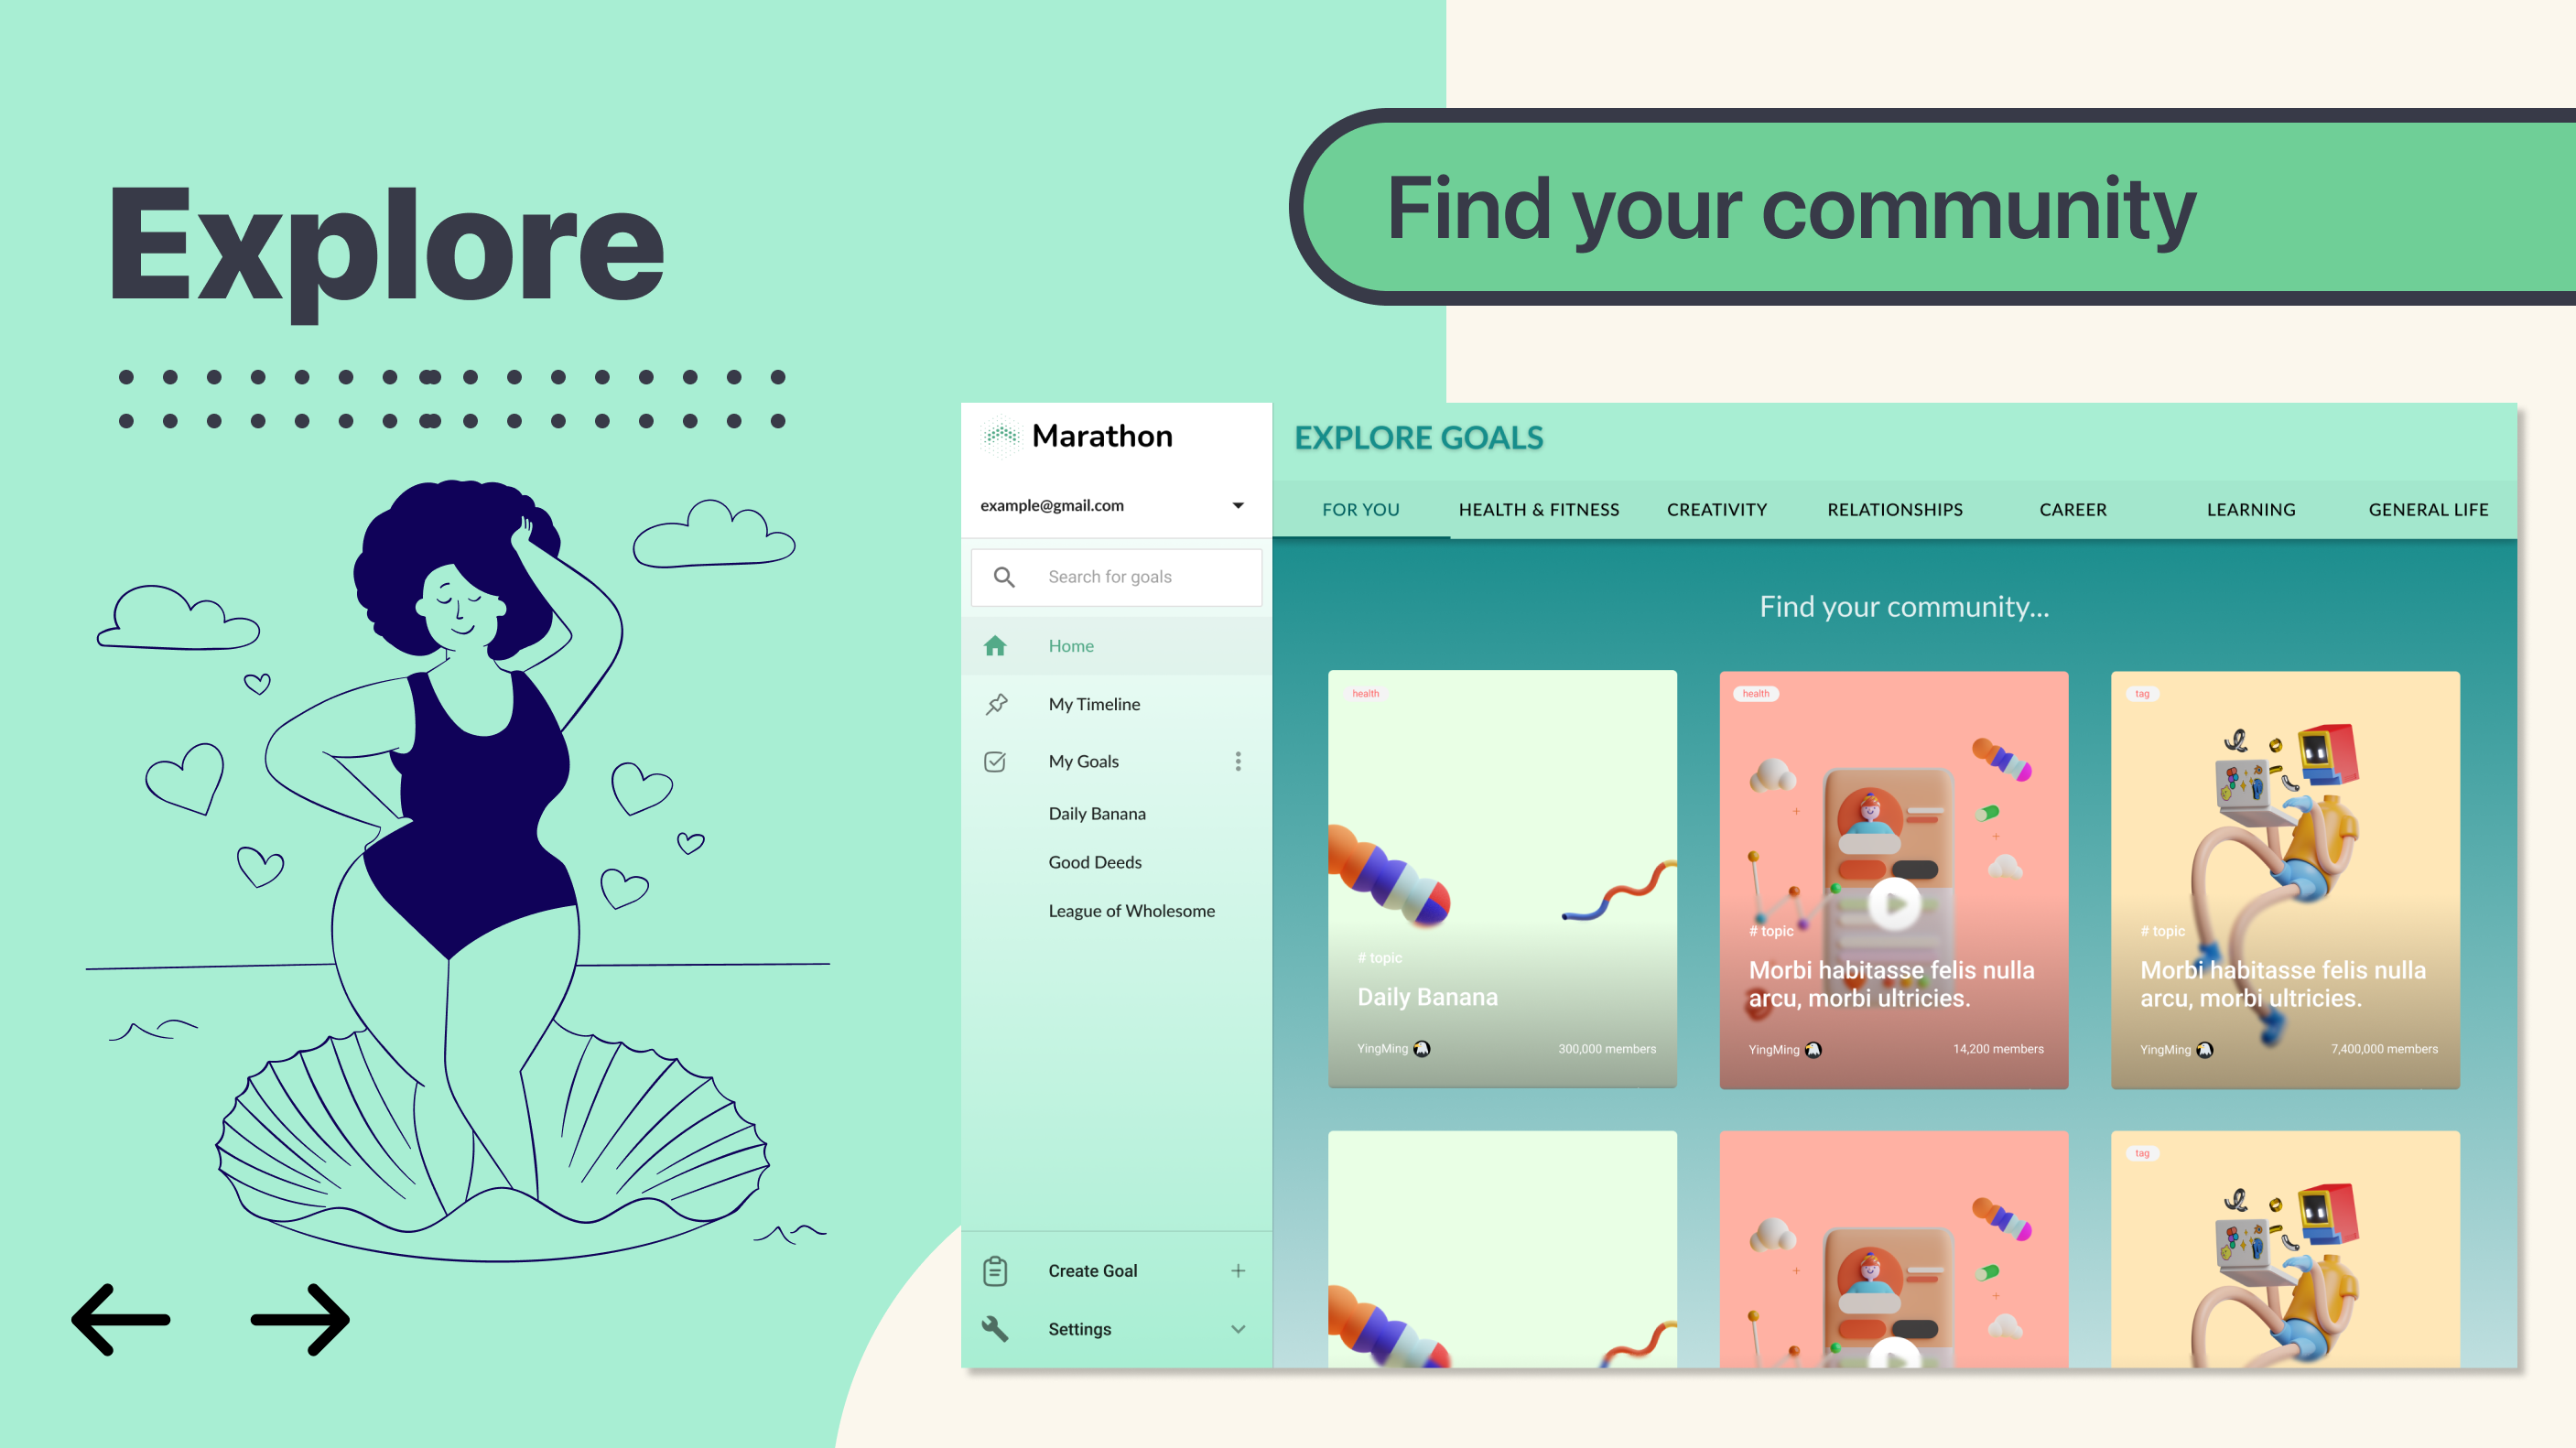 Explore
Find your community
Marathon
example@gmail.com
Search for goals
Home
My Timeline
My Goals
Daily Banana
Good Deeds
League of Wholesome
Create Goal
Settings
EXPLORE GOALS
FOR YOU
HEALTH & FITNESS
CREATIVITY
RELATIONSHIPS
CAREER
LEARNING
GENERAL LIFE
Find your community...
health
# topic
Daily Banana
YingMing
300,000 members
health
# topic
Morbi habitasse felis nulla
arcu, morbi ultricies.
YingMing
14,200 members
tag
# topic
Morbi habitasse felis nulla
arcu, morbi ultricies.
YingMing
7,400,000 members
tag